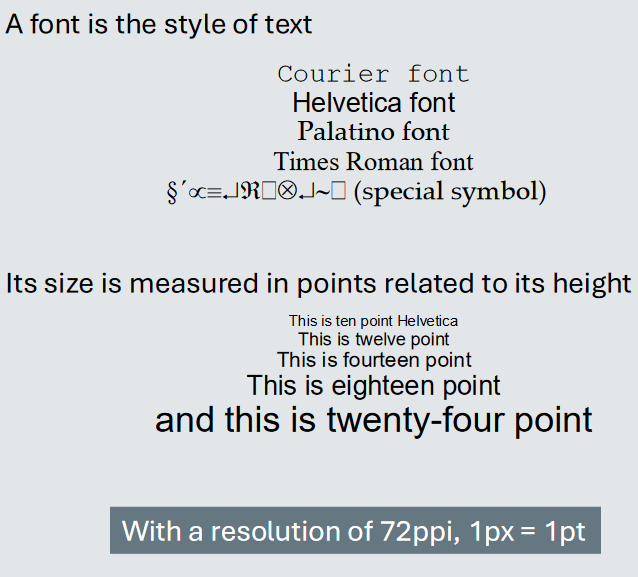 A font is the style of text
Courier font
Helvetica font
Palatino font
Times Roman font
§´∝≡↵ℜ□⊗↵~□ (special symbol)
Its size is measured in points related to its height
This is ten point Helvetica
This is twelve point
This is fourteen point
This is eighteen point
and this is twenty-four point
With a resolution of 72ppi, 1px = 1pt